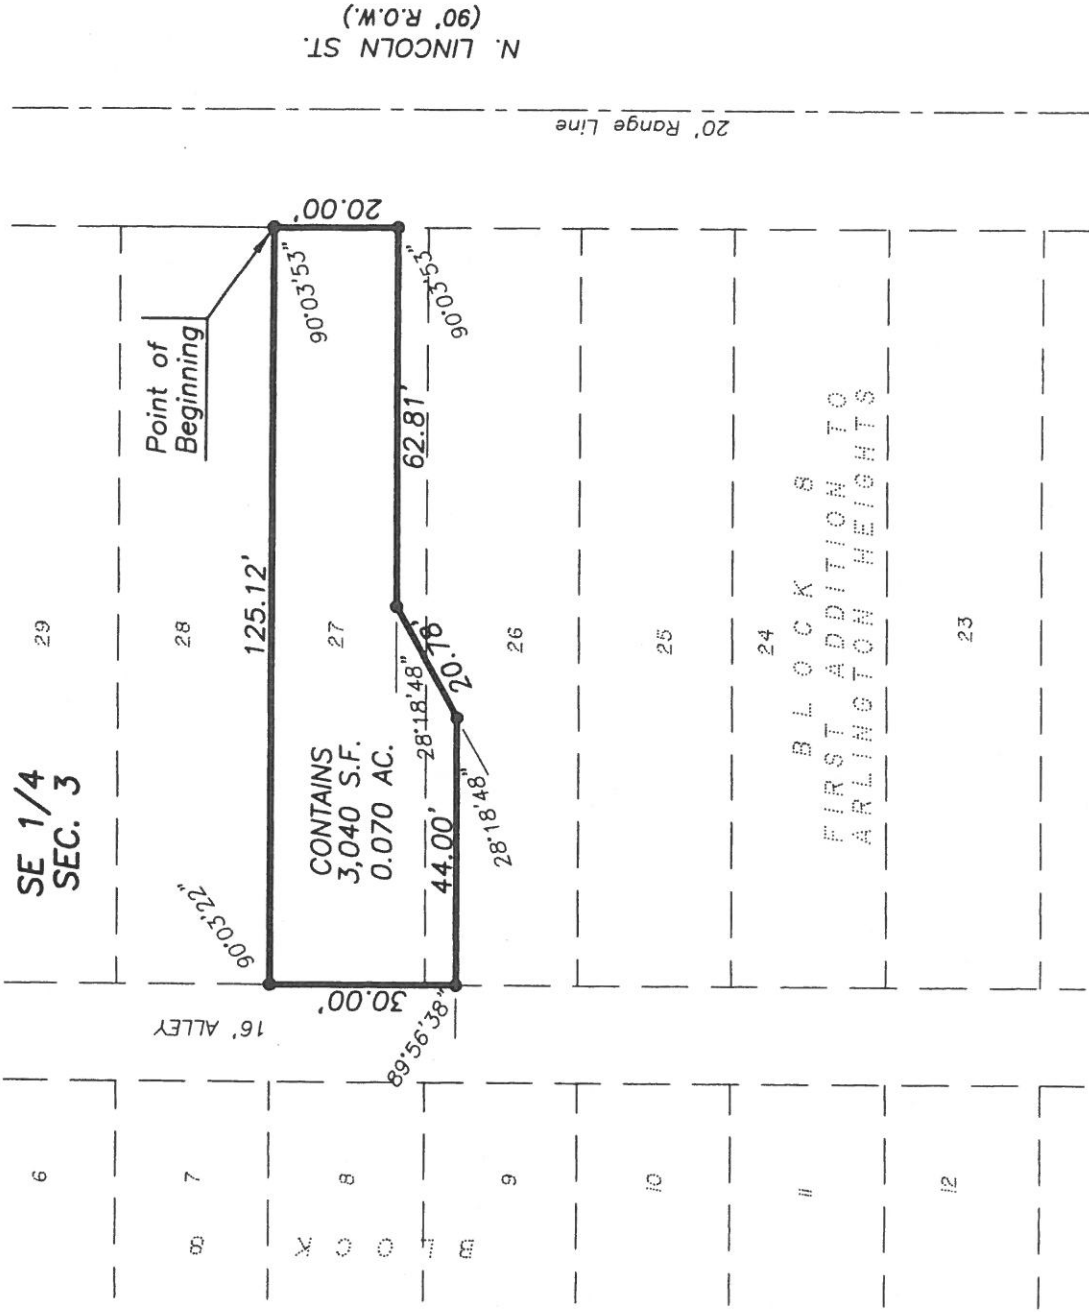 N. LINCOLN ST.
(90' R.O.W.)
20' Range Line
SE 1/4
SEC. 3
Point of
Beginning
20.00'
90°03'53"
90°03'53"
125.12'
62.81'
20.78'
28°18'48"
28°18'48"
44.00'
30.00'
90°03'22"
89°56'38"
CONTAINS
3,040 S.F.
0.070 AC.
29
28
27
26
25
24
23
BLOCK 8
FIRST ADDITION TO
ARLINGTON HEIGHTS
16' ALLEY
6
7
8
9
10
11
12
BLOCK 8